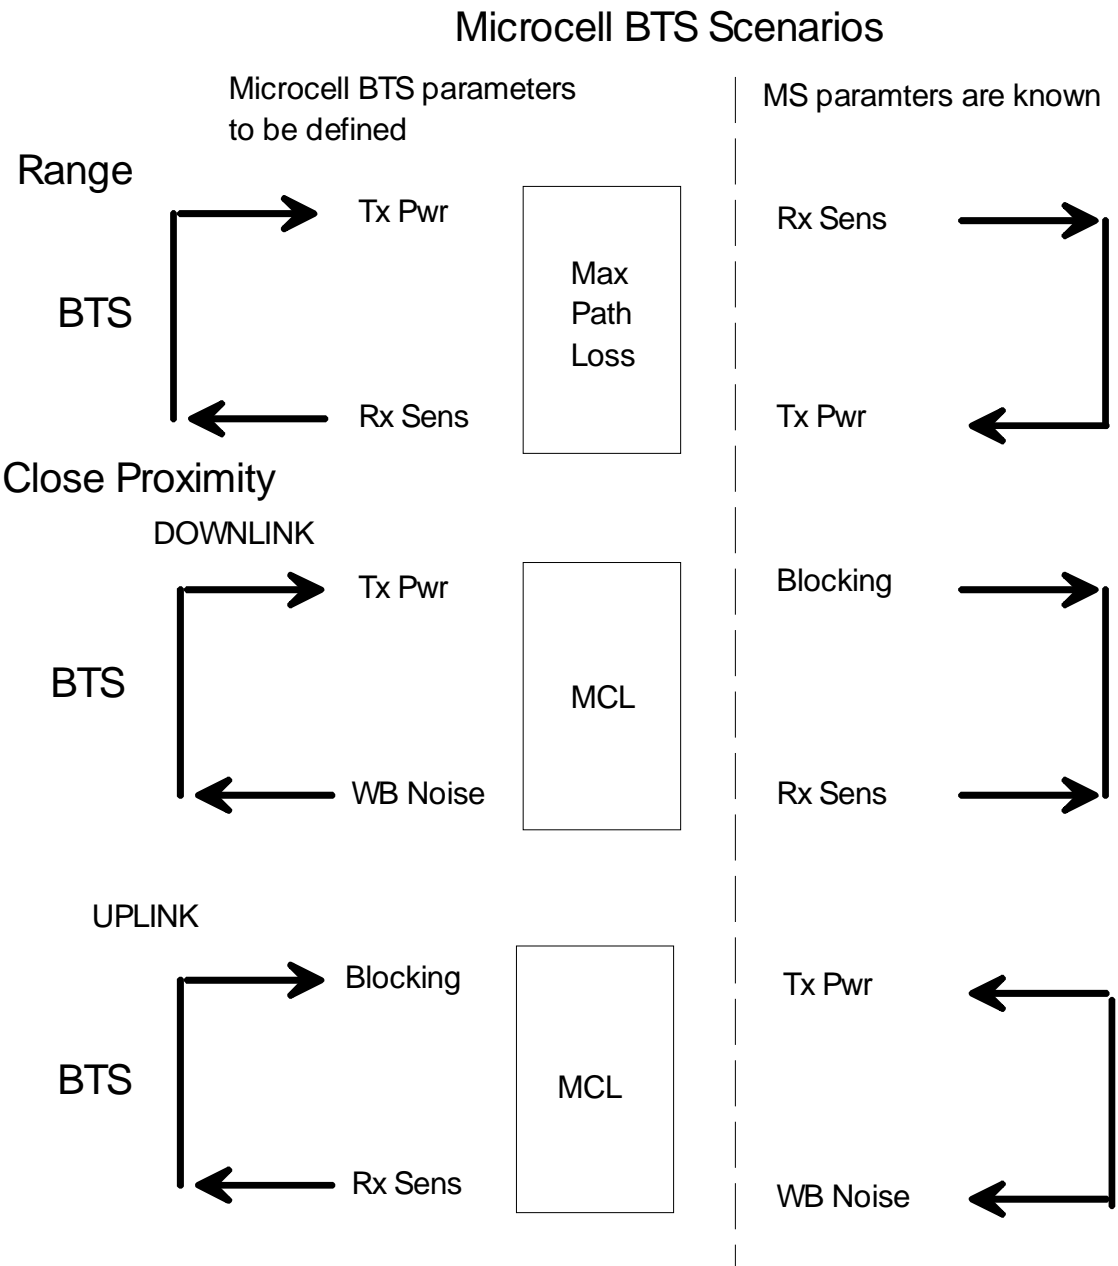 Microcell BTS Scenarios
Microcell BTS parameters
to be defined
MS paramters are known
Range
Tx Pwr
Rx Sens
Max
Path
Loss
BTS
Rx Sens
Tx Pwr
Close Proximity
DOWNLINK
Tx Pwr
Blocking
BTS
MCL
WB Noise
Rx Sens
UPLINK
Blocking
Tx Pwr
BTS
MCL
Rx Sens
WB Noise